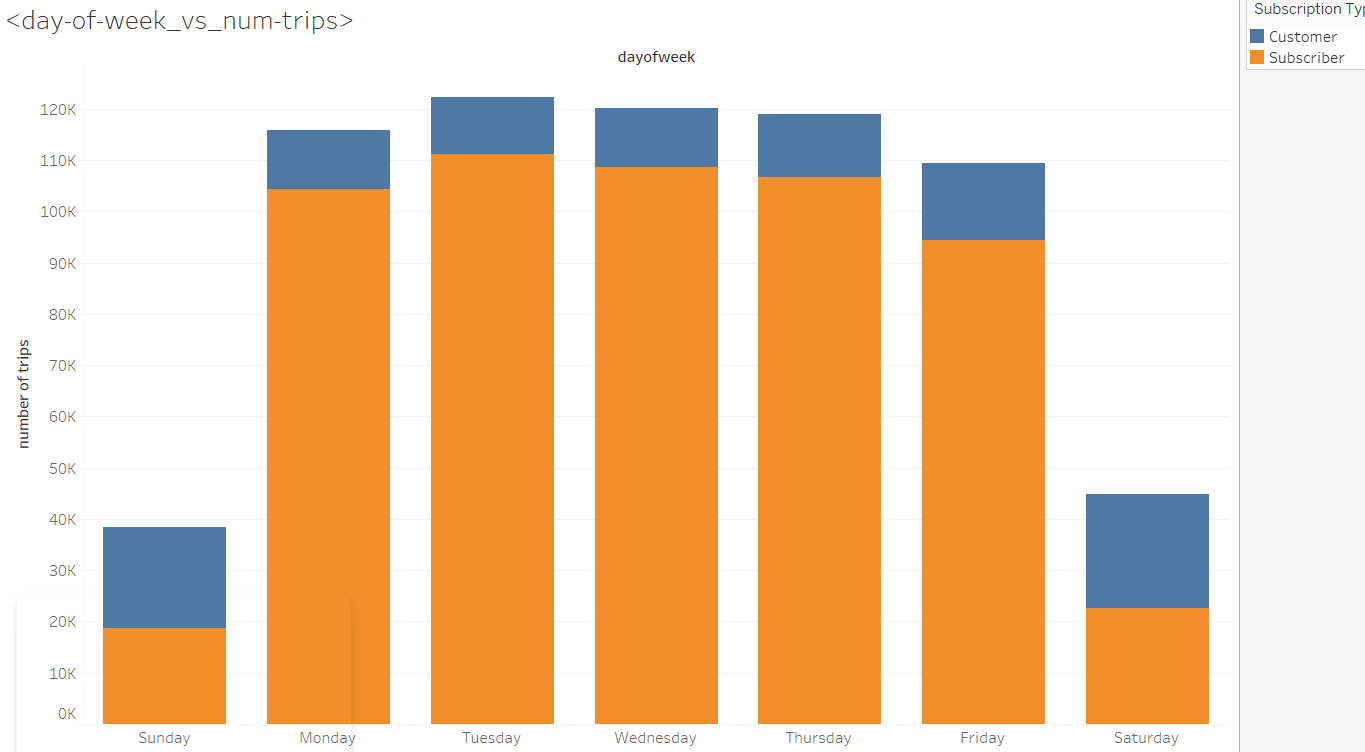 <day-of-week_vs_num-trips>
dayofweek
120K
110K
100K
90K
80K
70K
60K
50K
40K
30K
20K
10K
0K
number of trips
Sunday
Monday
Tuesday
Wednesday
Thursday
Friday
Saturday
Subscription Typ
Customer
Subscriber